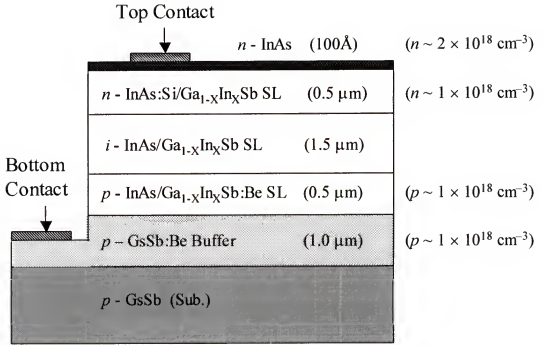 Top Contact
n - InAs (100Å) (n ~ 2 × 10¹⁸ cm⁻³)
n - InAs:Si/Ga₁₋ₓInₓSb SL (0.5 μm) (n ~ 1 × 10¹⁸ cm⁻³)
i - InAs/Ga₁₋ₓInₓSb SL (1.5 μm)
Bottom
Contact
p - InAs/Ga₁₋ₓInₓSb:Be SL (0.5 μm) (p ~ 1 × 10¹⁸ cm⁻³)
p – GsSb:Be Buffer (1.0 μm) (p ~ 1 × 10¹⁸ cm⁻³)
p - GsSb (Sub.)